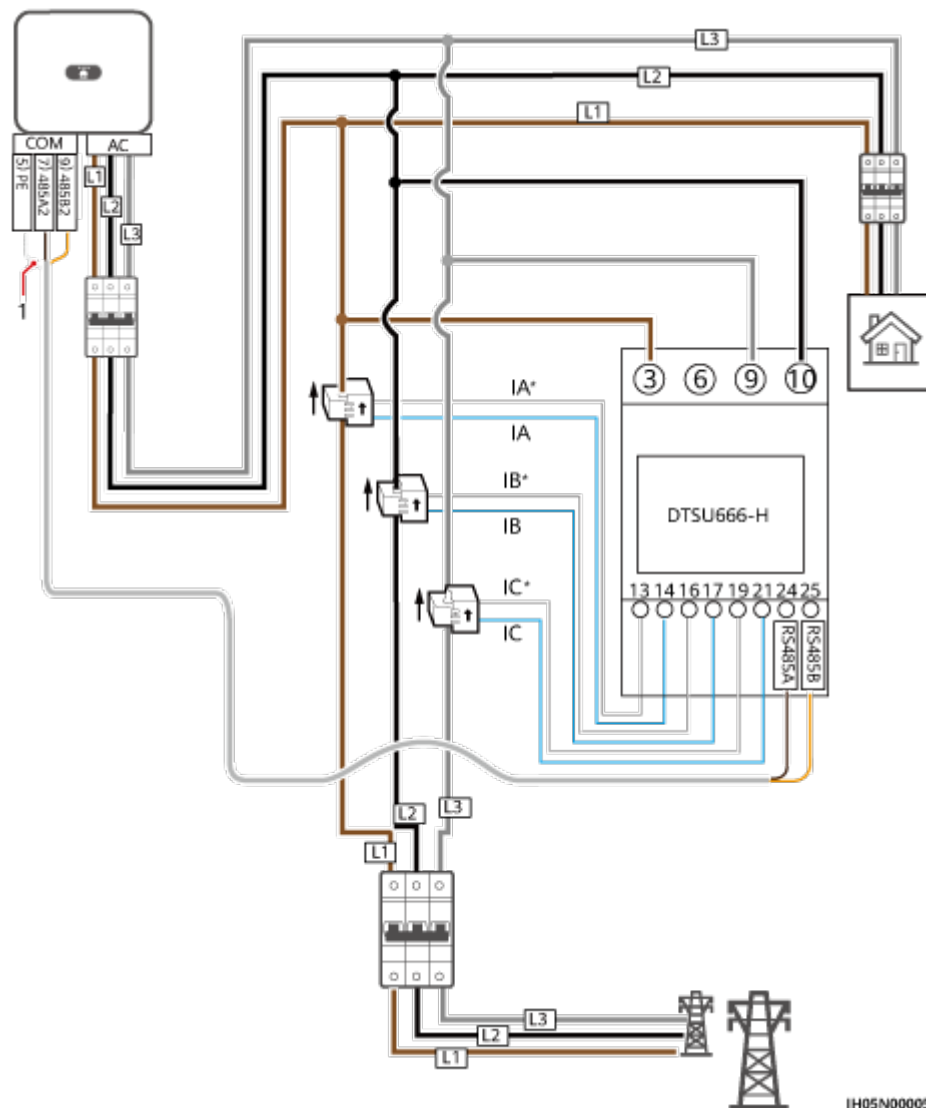 L3
L2
L1
COM
AC
5) PE
7) 485A2
9) 485B2
L1
L2
L3
1
3
6
9
10
IA*
IA
IB*
IB
DTSU666-H
IC*
IC
13 14 16 17 19 21 24 25
RS485A
RS485B
L3
L2
L1
L3
L2
L1
IH05N00005